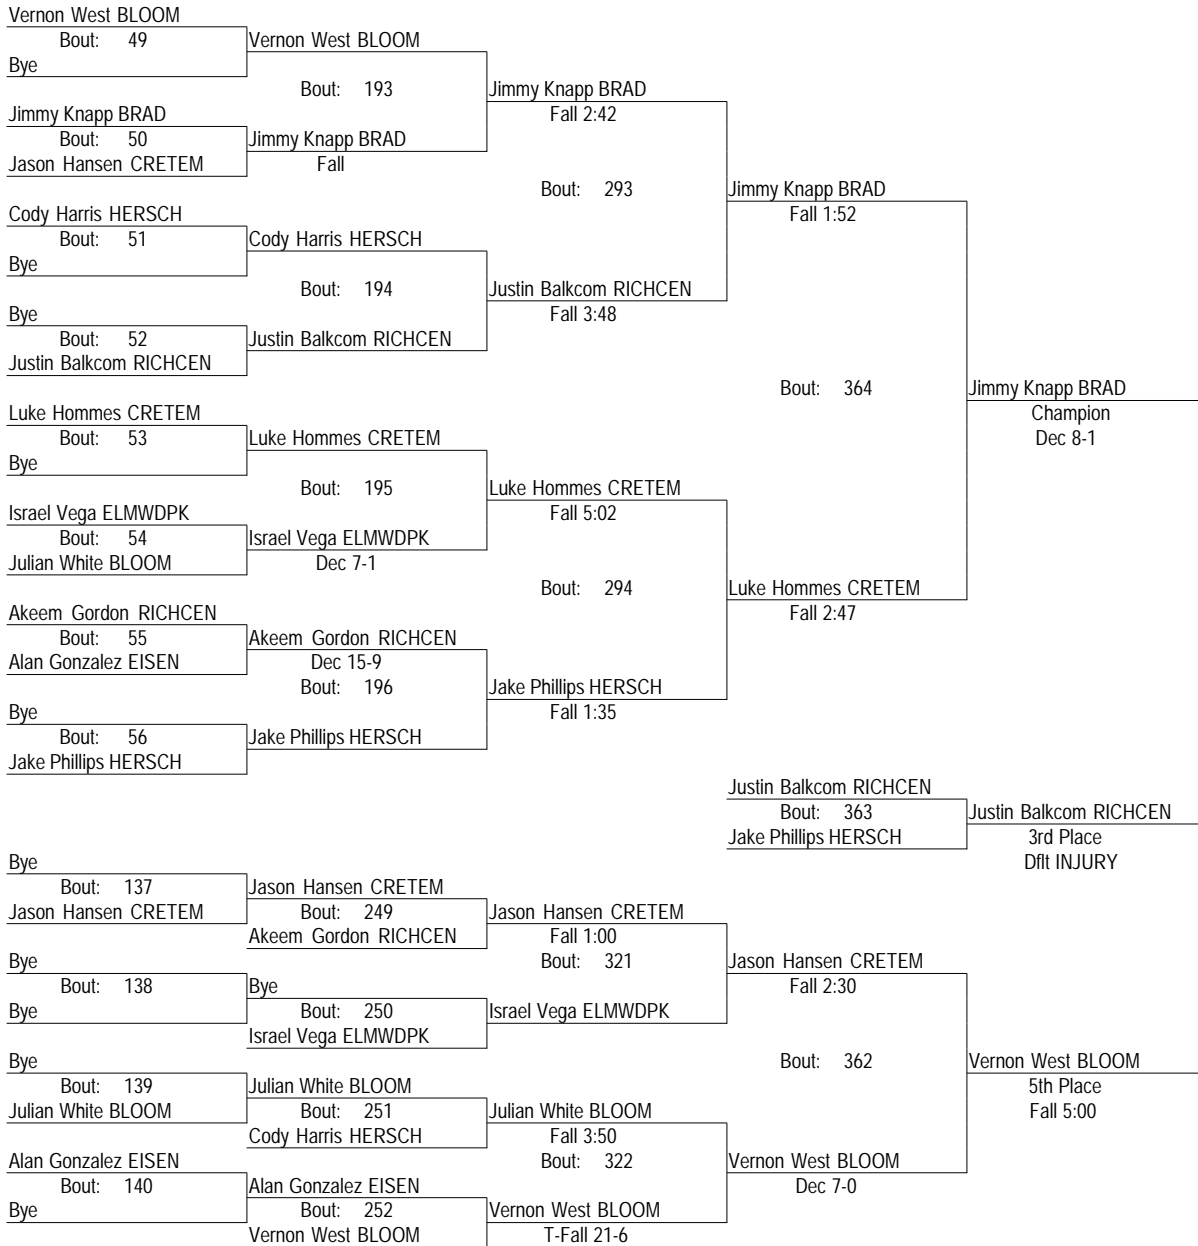 Vernon West BLOOM
Bout: 49 Vernon West BLOOM
Bye
Bout: 193 Jimmy Knapp BRAD
Jimmy Knapp BRAD Fall 2:42
Bout: 50 Jimmy Knapp BRAD
Jason Hansen CRETEM Fall
Bout: 293 Jimmy Knapp BRAD
Cody Harris HERSCH Fall 1:52
Bout: 51 Cody Harris HERSCH
Bye
Bout: 194 Justin Balkcom RICHCEN
Bye Fall 3:48
Bout: 52 Justin Balkcom RICHCEN
Justin Balkcom RICHCEN
Bout: 364 Jimmy Knapp BRAD
Luke Hommes CRETEM Champion
Bout: 53 Luke Hommes CRETEM Dec 8-1
Bye
Bout: 195 Luke Hommes CRETEM
Israel Vega ELMWDPK Fall 5:02
Bout: 54 Israel Vega ELMWDPK
Julian White BLOOM Dec 7-1
Bout: 294 Luke Hommes CRETEM
Akeem Gordon RICHCEN Fall 2:47
Bout: 55 Akeem Gordon RICHCEN
Alan Gonzalez EISEN Dec 15-9
Bout: 196 Jake Phillips HERSCH
Bye Fall 1:35
Bout: 56 Jake Phillips HERSCH
Jake Phillips HERSCH
Justin Balkcom RICHCEN
Bout: 363 Justin Balkcom RICHCEN
Jake Phillips HERSCH 3rd Place
Bye Dflt INJURY
Bout: 137 Jason Hansen CRETEM
Jason Hansen CRETEM Bout: 249 Jason Hansen CRETEM
Akeem Gordon RICHCEN Fall 1:00
Bye Bout: 321 Jason Hansen CRETEM
Bout: 138 Bye Fall 2:30
Bye Bout: 250 Israel Vega ELMWDPK
Israel Vega ELMWDPK
Bye Bout: 362 Vernon West BLOOM
Bout: 139 Julian White BLOOM 5th Place
Julian White BLOOM Bout: 251 Julian White BLOOM Fall 5:00
Cody Harris HERSCH Fall 3:50
Alan Gonzalez EISEN Bout: 322 Vernon West BLOOM
Bout: 140 Alan Gonzalez EISEN Dec 7-0
Bye Bout: 252 Vernon West BLOOM
Vernon West BLOOM T-Fall 21-6